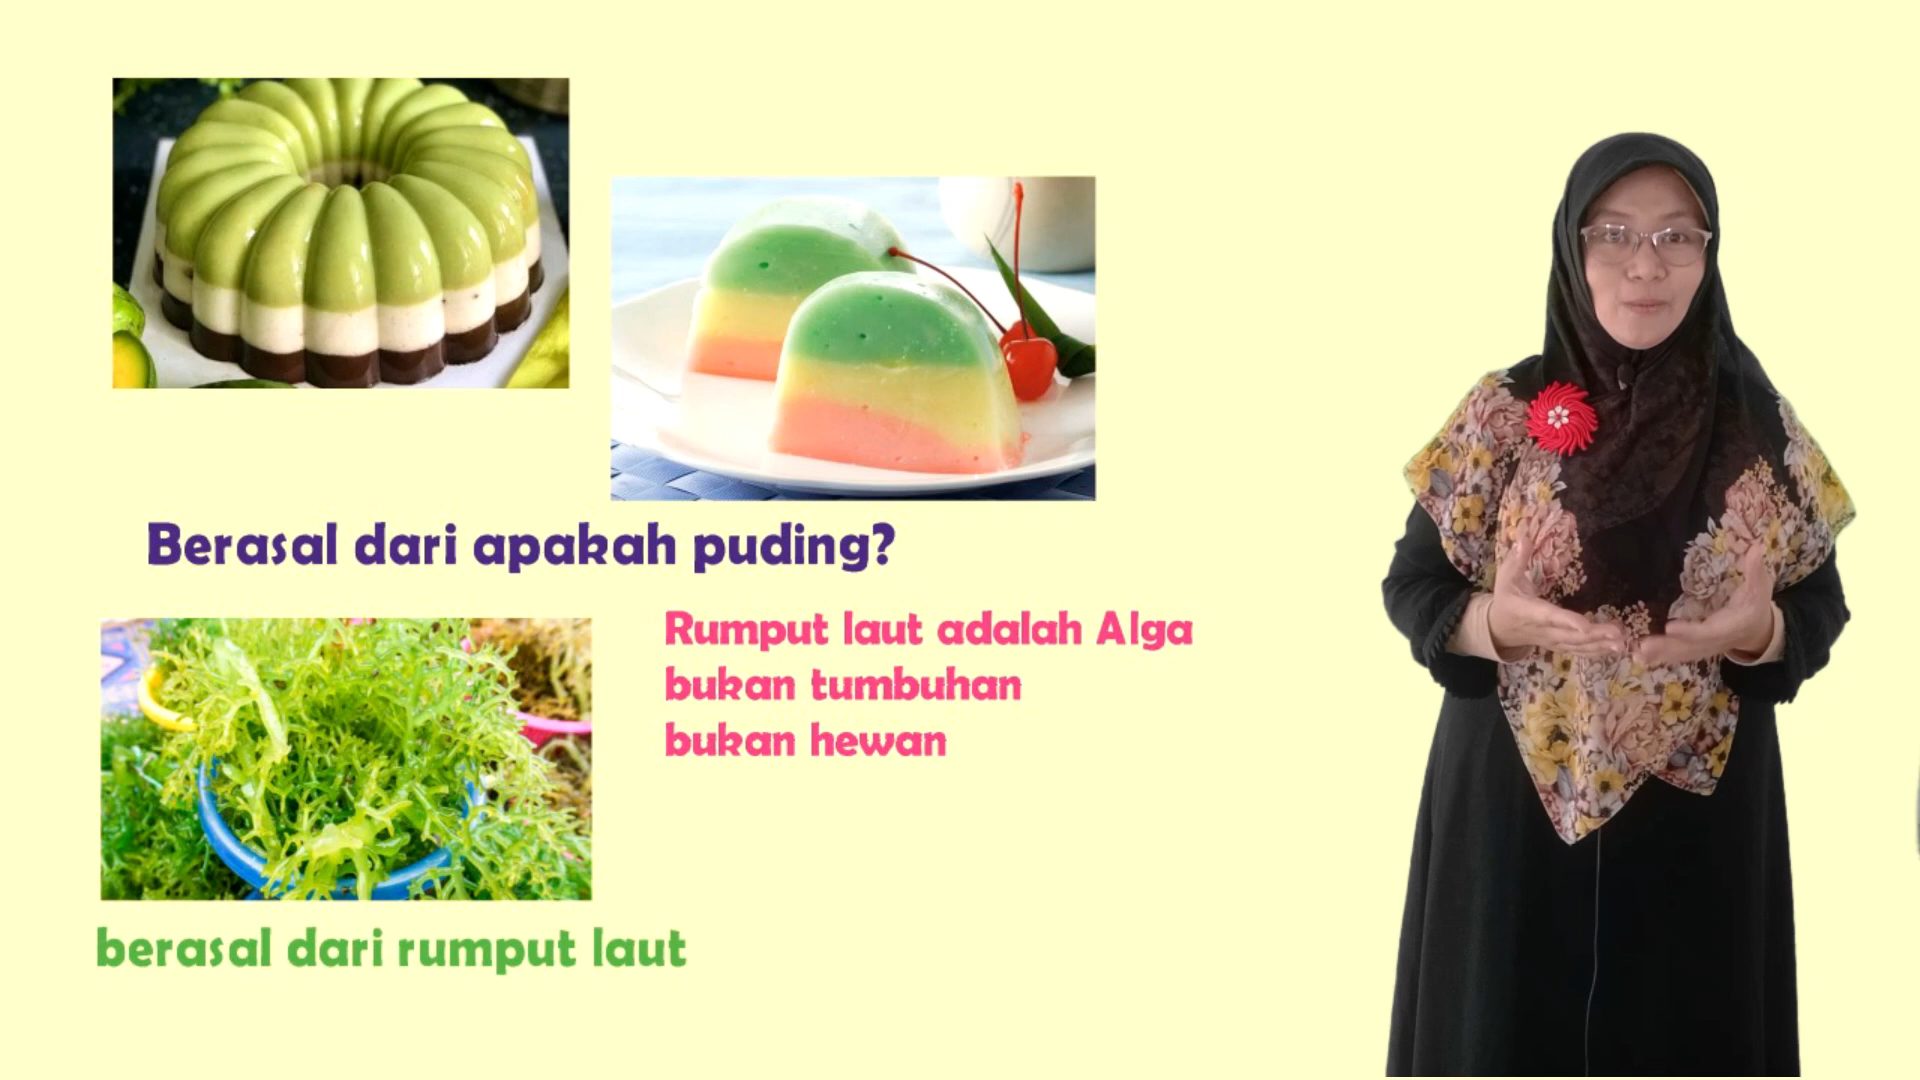 Berasal dari apakah puding?
Rumput laut adalah Alga
bukan tumbuhan
bukan hewan
berasal dari rumput laut